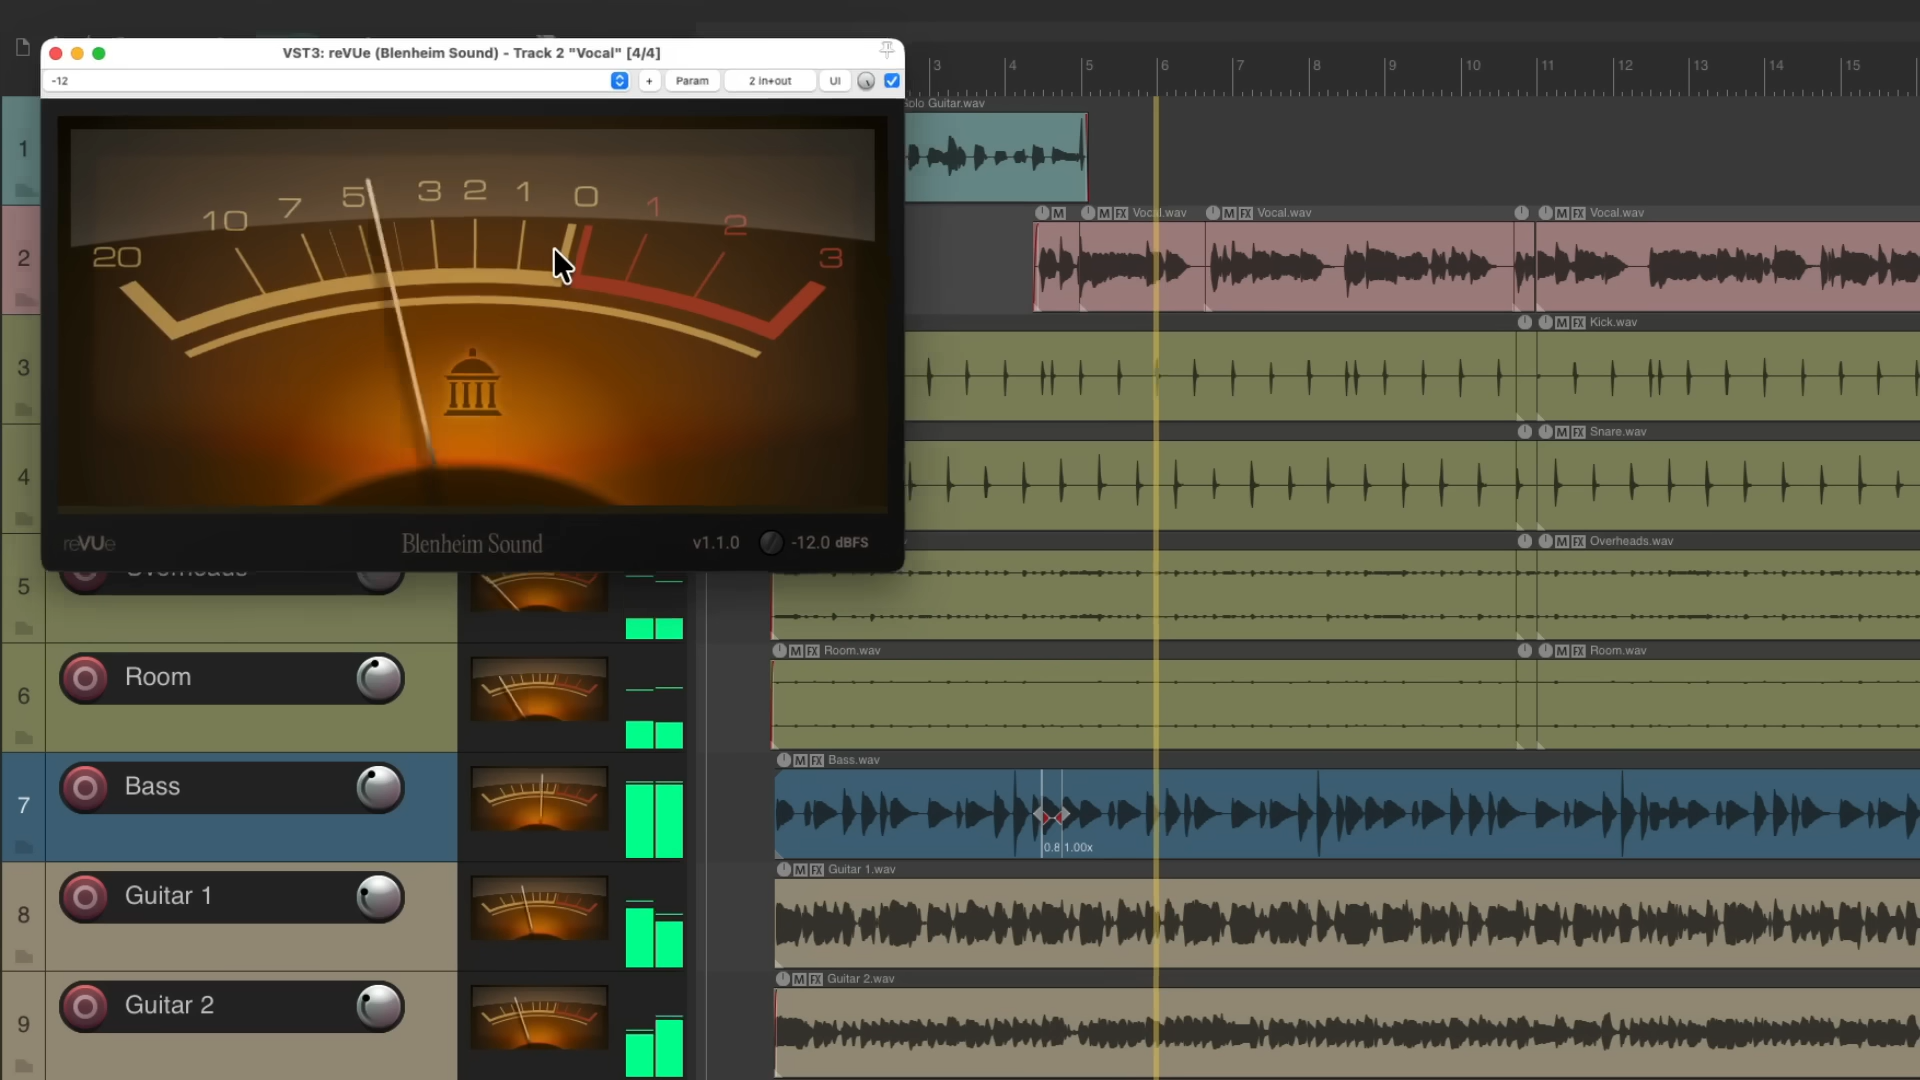 VST3: reVUe (Blenheim Sound) - Track 2 "Vocal" [4/4]
-12
+
Param
2 in+out
UI
3 4 5 6 7 8 9 10 11 12 13 14 15
20 10 7 5 3 2 1 0 1 2 3
reVUe
Blenheim Sound
v1.1.0
-12.0 dBFS
1
Solo Guitar.wav
2
M
M FX Vocal.wav
M FX Vocal.wav
M FX Vocal.wav
3
M FX Kick.wav
4
M FX Snare.wav
5
Overheads
M FX Overheads.wav
6
Room
M FX Room.wav
M FX Room.wav
7
Bass
M FX Bass.wav
0.8 1.00x
8
Guitar 1
M FX Guitar 1.wav
9
Guitar 2
M FX Guitar 2.wav